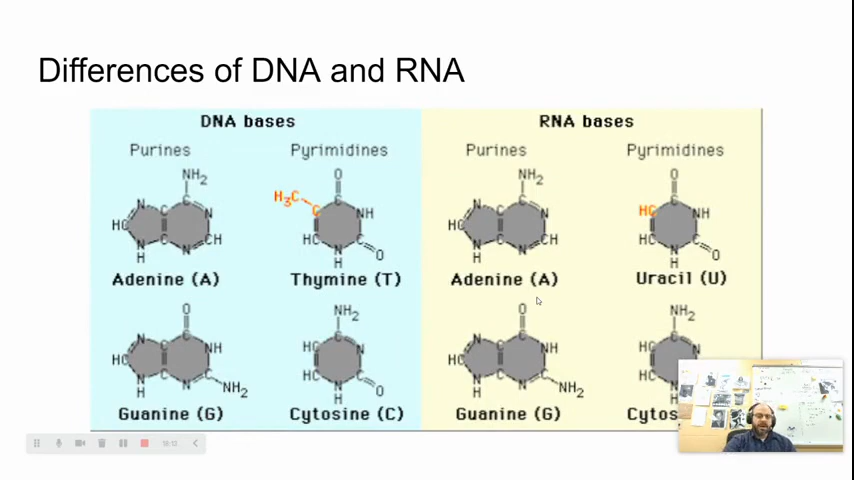 Differences of DNA and RNA
DNA bases
RNA bases
Purines
Pyrimidines
Purines
Pyrimidines
NH2
N
C
C
N
HC
C
N
H
N
CH
Adenine (A)
O
H3C
C
C
NH
HC
C
O
N
H
Thymine (T)
NH2
N
C
C
N
HC
C
N
H
N
CH
Adenine (A)
O
HC
C
NH
HC
C
O
N
H
Uracil (U)
O
N
C
C
NH
HC
C
N
H
N
C
NH2
Guanine (G)
NH2
HC
C
N
HC
C
O
N
H
Cytosine (C)
O
N
C
C
NH
HC
C
N
H
N
C
NH2
Guanine (G)
NH2
HC
C
N
HC
N
H
Cytos